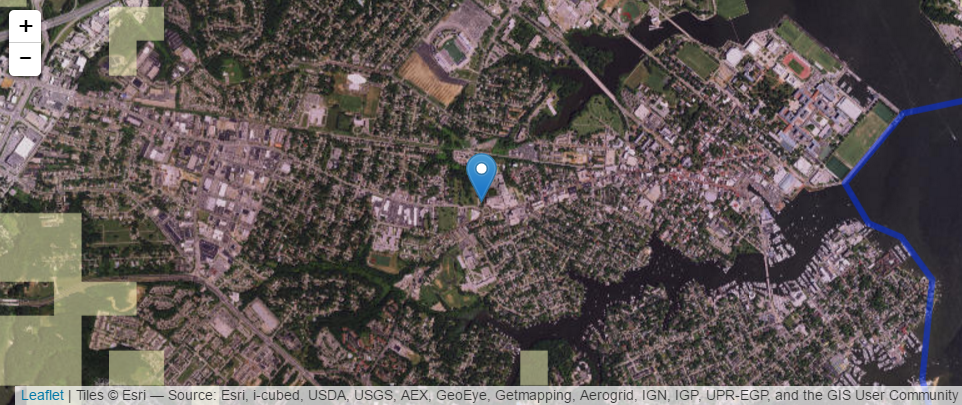 +
−
Leaflet | Tiles © Esri — Source: Esri, i-cubed, USDA, USGS, AEX, GeoEye, Getmapping, Aerogrid, IGN, IGP, UPR-EGP, and the GIS User Community